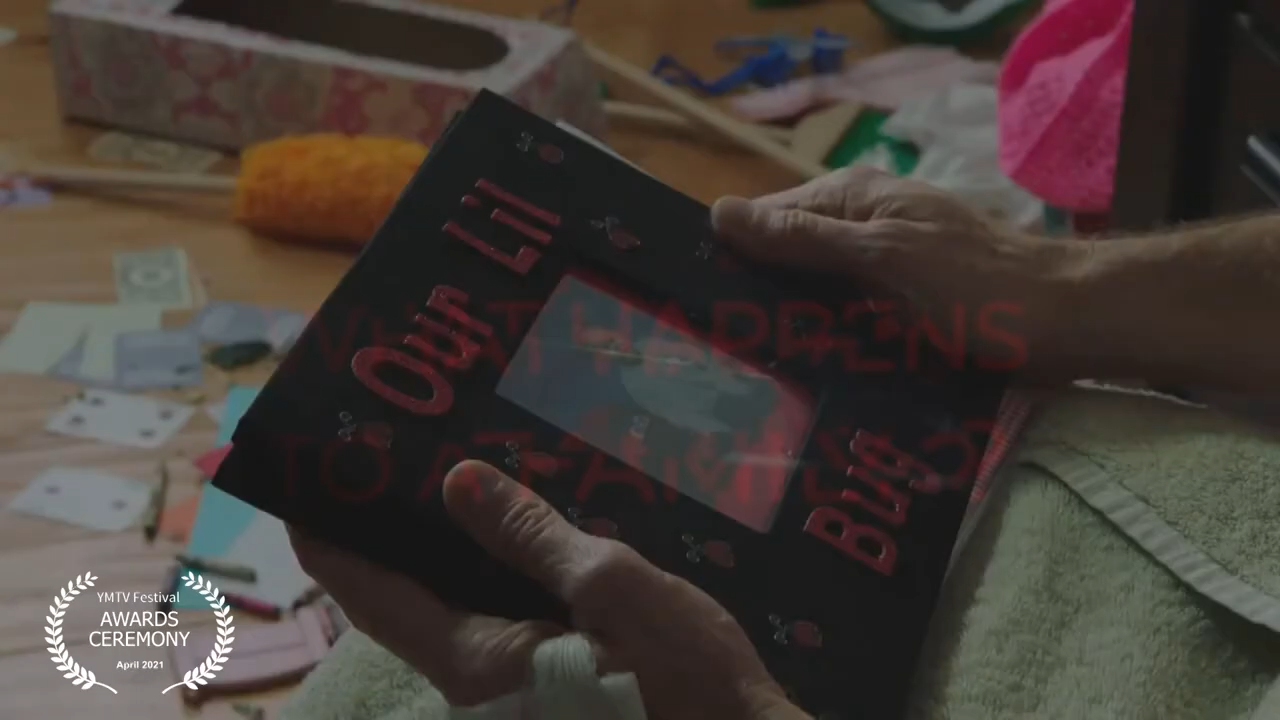 Our Lil
Bug
WHAT HAPPENS
TO A FAMILY?
YMTV Festival
AWARDS
CEREMONY
April 2021